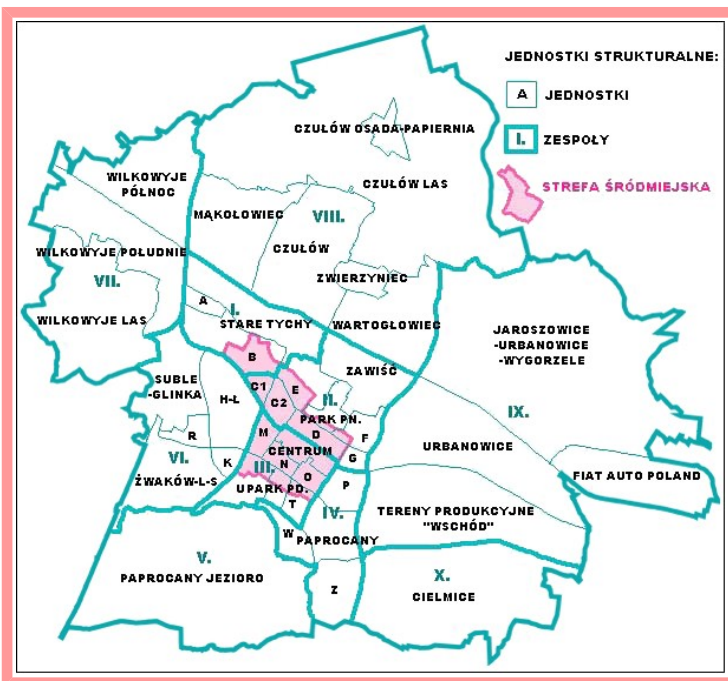 JEDNOSTKI STRUKTURALNE:
A JEDNOSTKI
I. ZESPOŁY
STREFA ŚRÓDMIEJSKA
CZUŁÓW OSADA-PAPIERNIA
WILKOWYJE
PÓŁNOC
CZUŁÓW LAS
MĄKOŁOWIEC
VIII.
CZUŁÓW
WILKOWYJE POŁUDNIE
VII.
ZWIERZYNIEC
A
I.
WILKOWYJE LAS
STARE TYCHY
WARTOGŁOWIEC
JAROSZOWICE
-URBANOWICE
-WYGORZELE
B
ZAWIŚĆ
SUBLE
-GLINKA
H-Ł
C1
E
C2
II.
IX.
PARK PN.
R
M
D
F
CENTRUM
URBANOWICE
G
VI.
K
III.
N
O
P
FIAT AUTO POLAND
ŻWAKÓW-L-S
UPARK PD.
T
IV.
TERENY PRODUKCYJNE
"WSCHÓD"
W
PAPROCANY
V.
PAPROCANY JEZIORO
Z
X.
CIELMICE